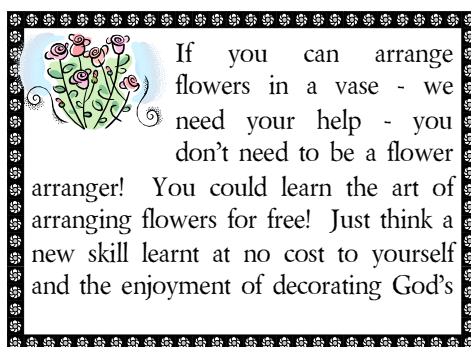 If you can arrange
flowers in a vase - we
need your help - you
don't need to be a flower
arranger! You could learn the art of
arranging flowers for free! Just think a
new skill learnt at no cost to yourself
and the enjoyment of decorating God's